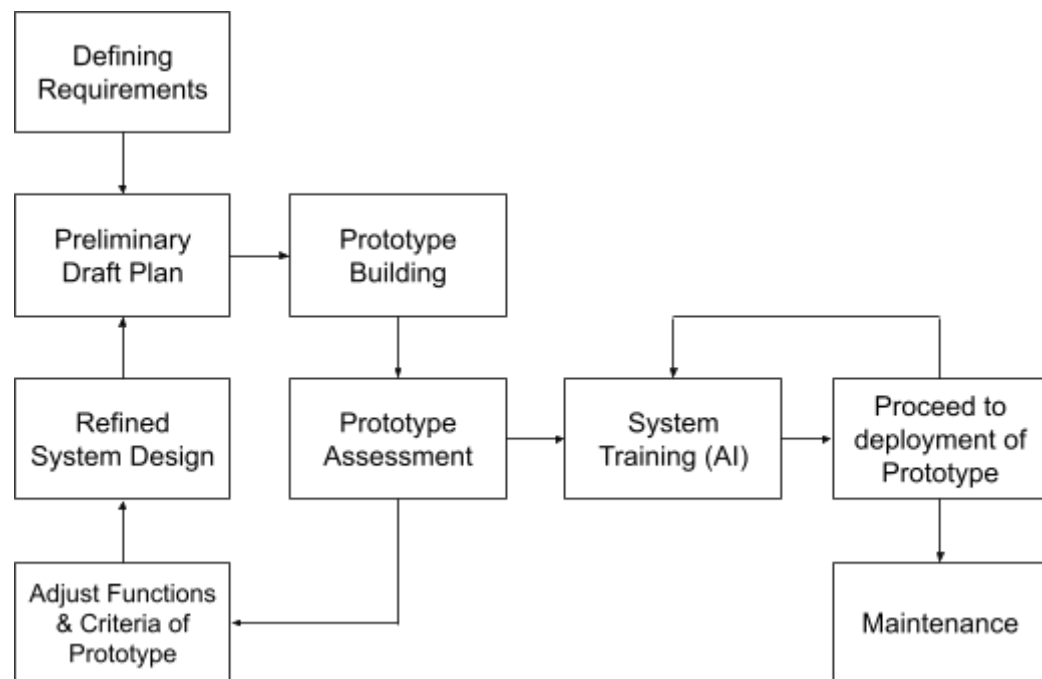 Defining
Requirements
Preliminary
Draft Plan
Prototype
Building
Refined
System Design
Prototype
Assessment
System
Training (AI)
Proceed to
deployment of
Prototype
Adjust Functions
& Criteria of
Prototype
Maintenance